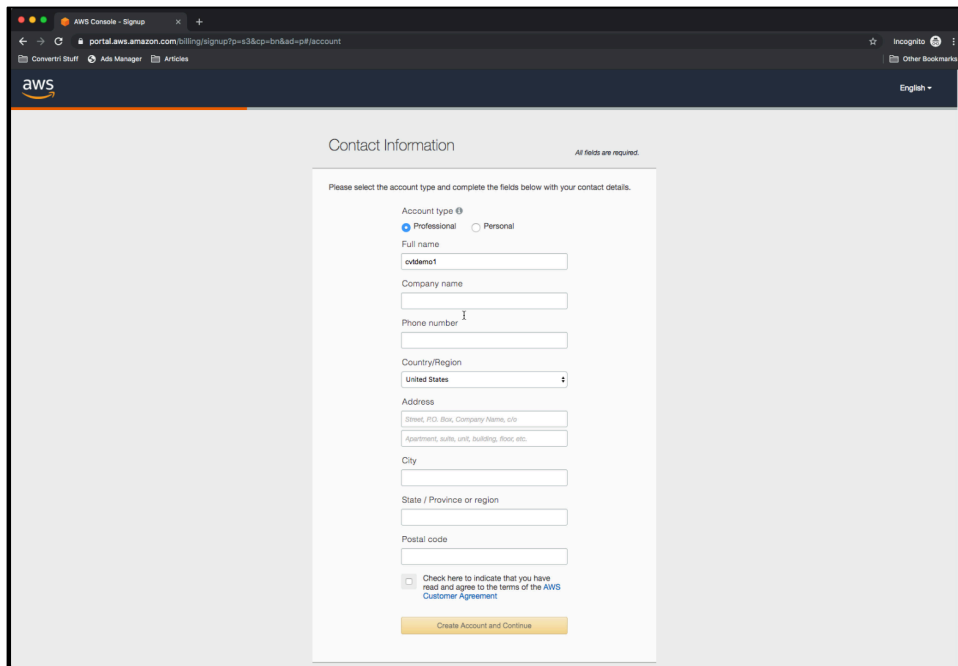 AWS Console - Signup
portal.aws.amazon.com/billing/signup?p=s3&cp=bn&ad=p#/account
Incognito
Convertri Stuff
Ads Manager
Articles
Other Bookmarks
aws
English
Contact Information
All fields are required.
Please select the account type and complete the fields below with your contact details.
Account type
Professional
Personal
Full name
cvtdemo1
Company name
Phone number
Country/Region
United States
Address
Street, P.O. Box, Company Name, c/o
Apartment, suite, unit, building, floor, etc.
City
State / Province or region
Postal code
Check here to indicate that you have
read and agree to the terms of the AWS
Customer Agreement
Create Account and Continue